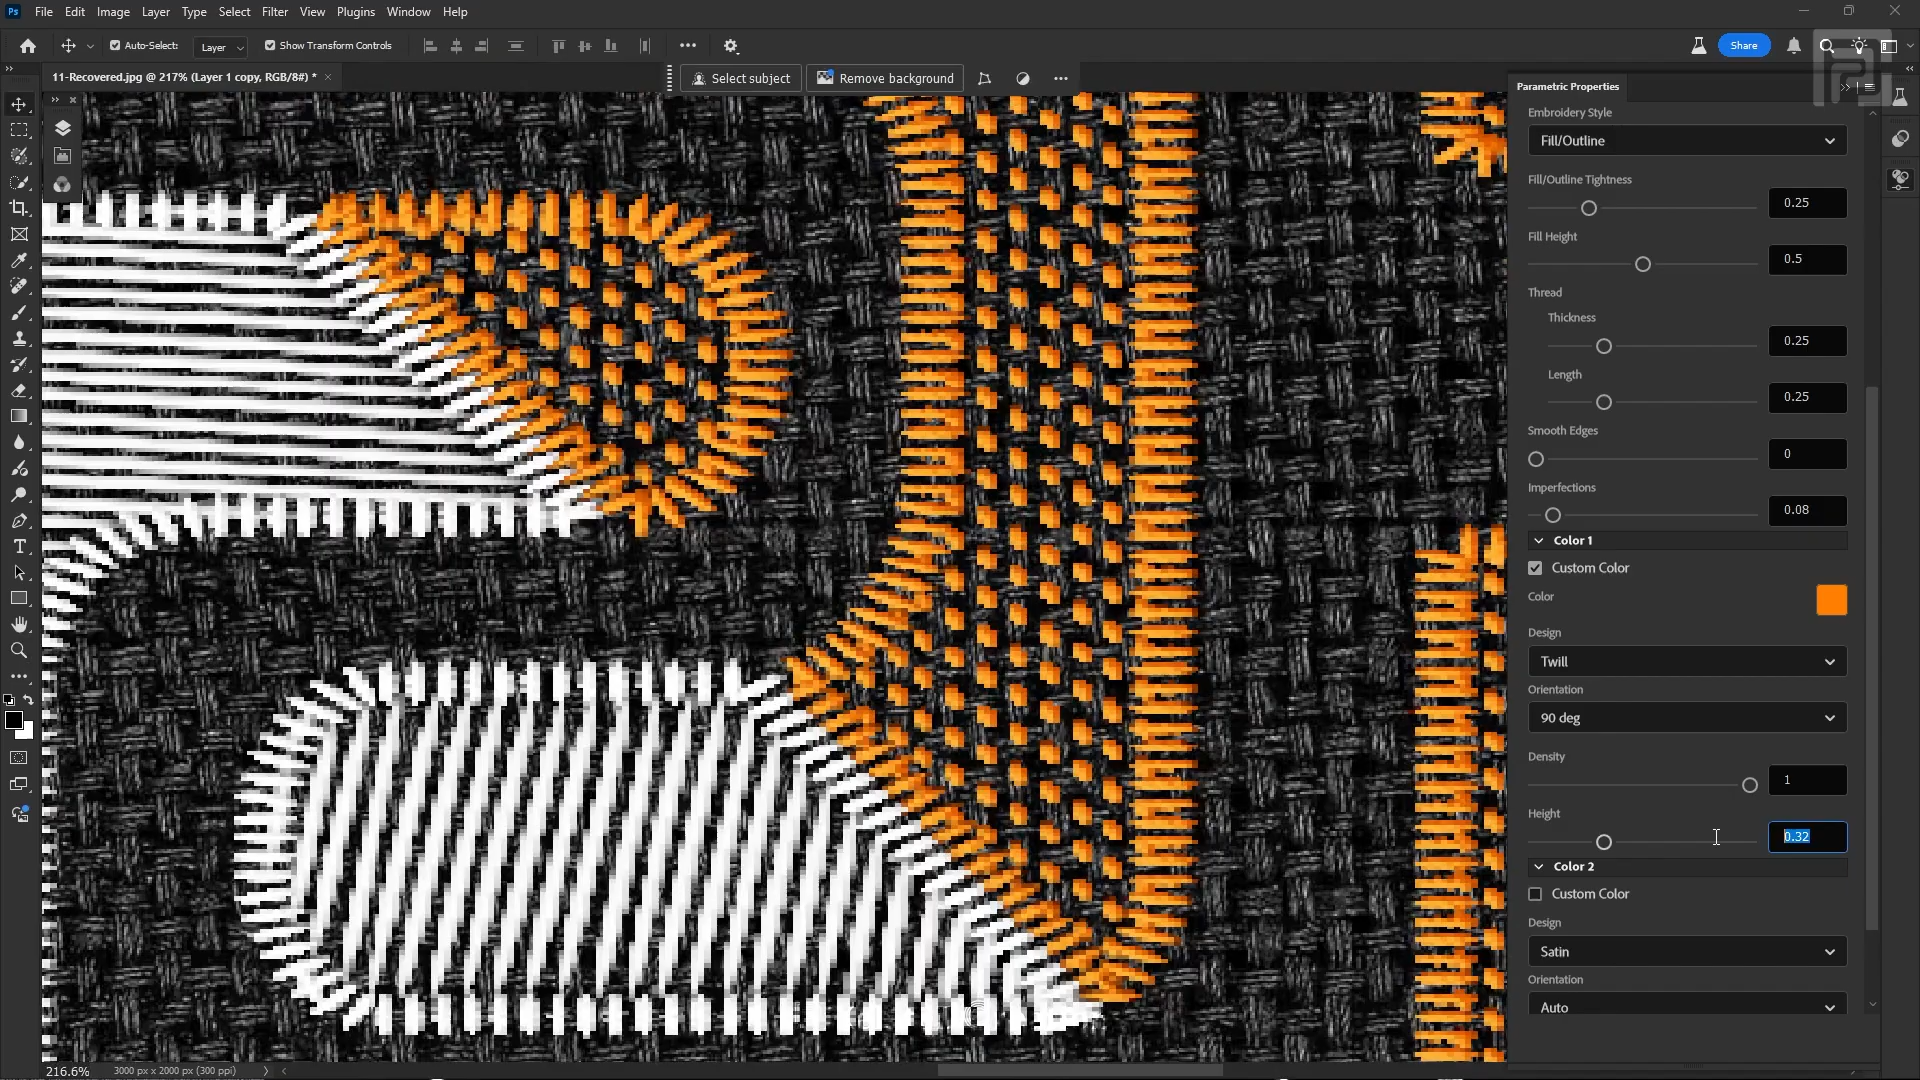 Ps File Edit Image Layer Type Select Filter View Plugins Window Help
Auto-Select: Layer Show Transform Controls Share
11-Recovered.jpg @ 217% (Layer 1 copy, RGB/8#) *
Select subject Remove background
Parametric Properties
Embroidery Style
Fill/Outline
Fill/Outline Tightness
0.25
Fill Height
0.5
Thread
Thickness
0.25
Length
0.25
Smooth Edges
0
Imperfections
0.08
Color 1
Custom Color
Color
Design
Twill
Orientation
90 deg
Density
1
Height
0.32
Color 2
Custom Color
Design
Satin
Orientation
Auto
216.6% 3000 px x 2000 px (300 ppi)